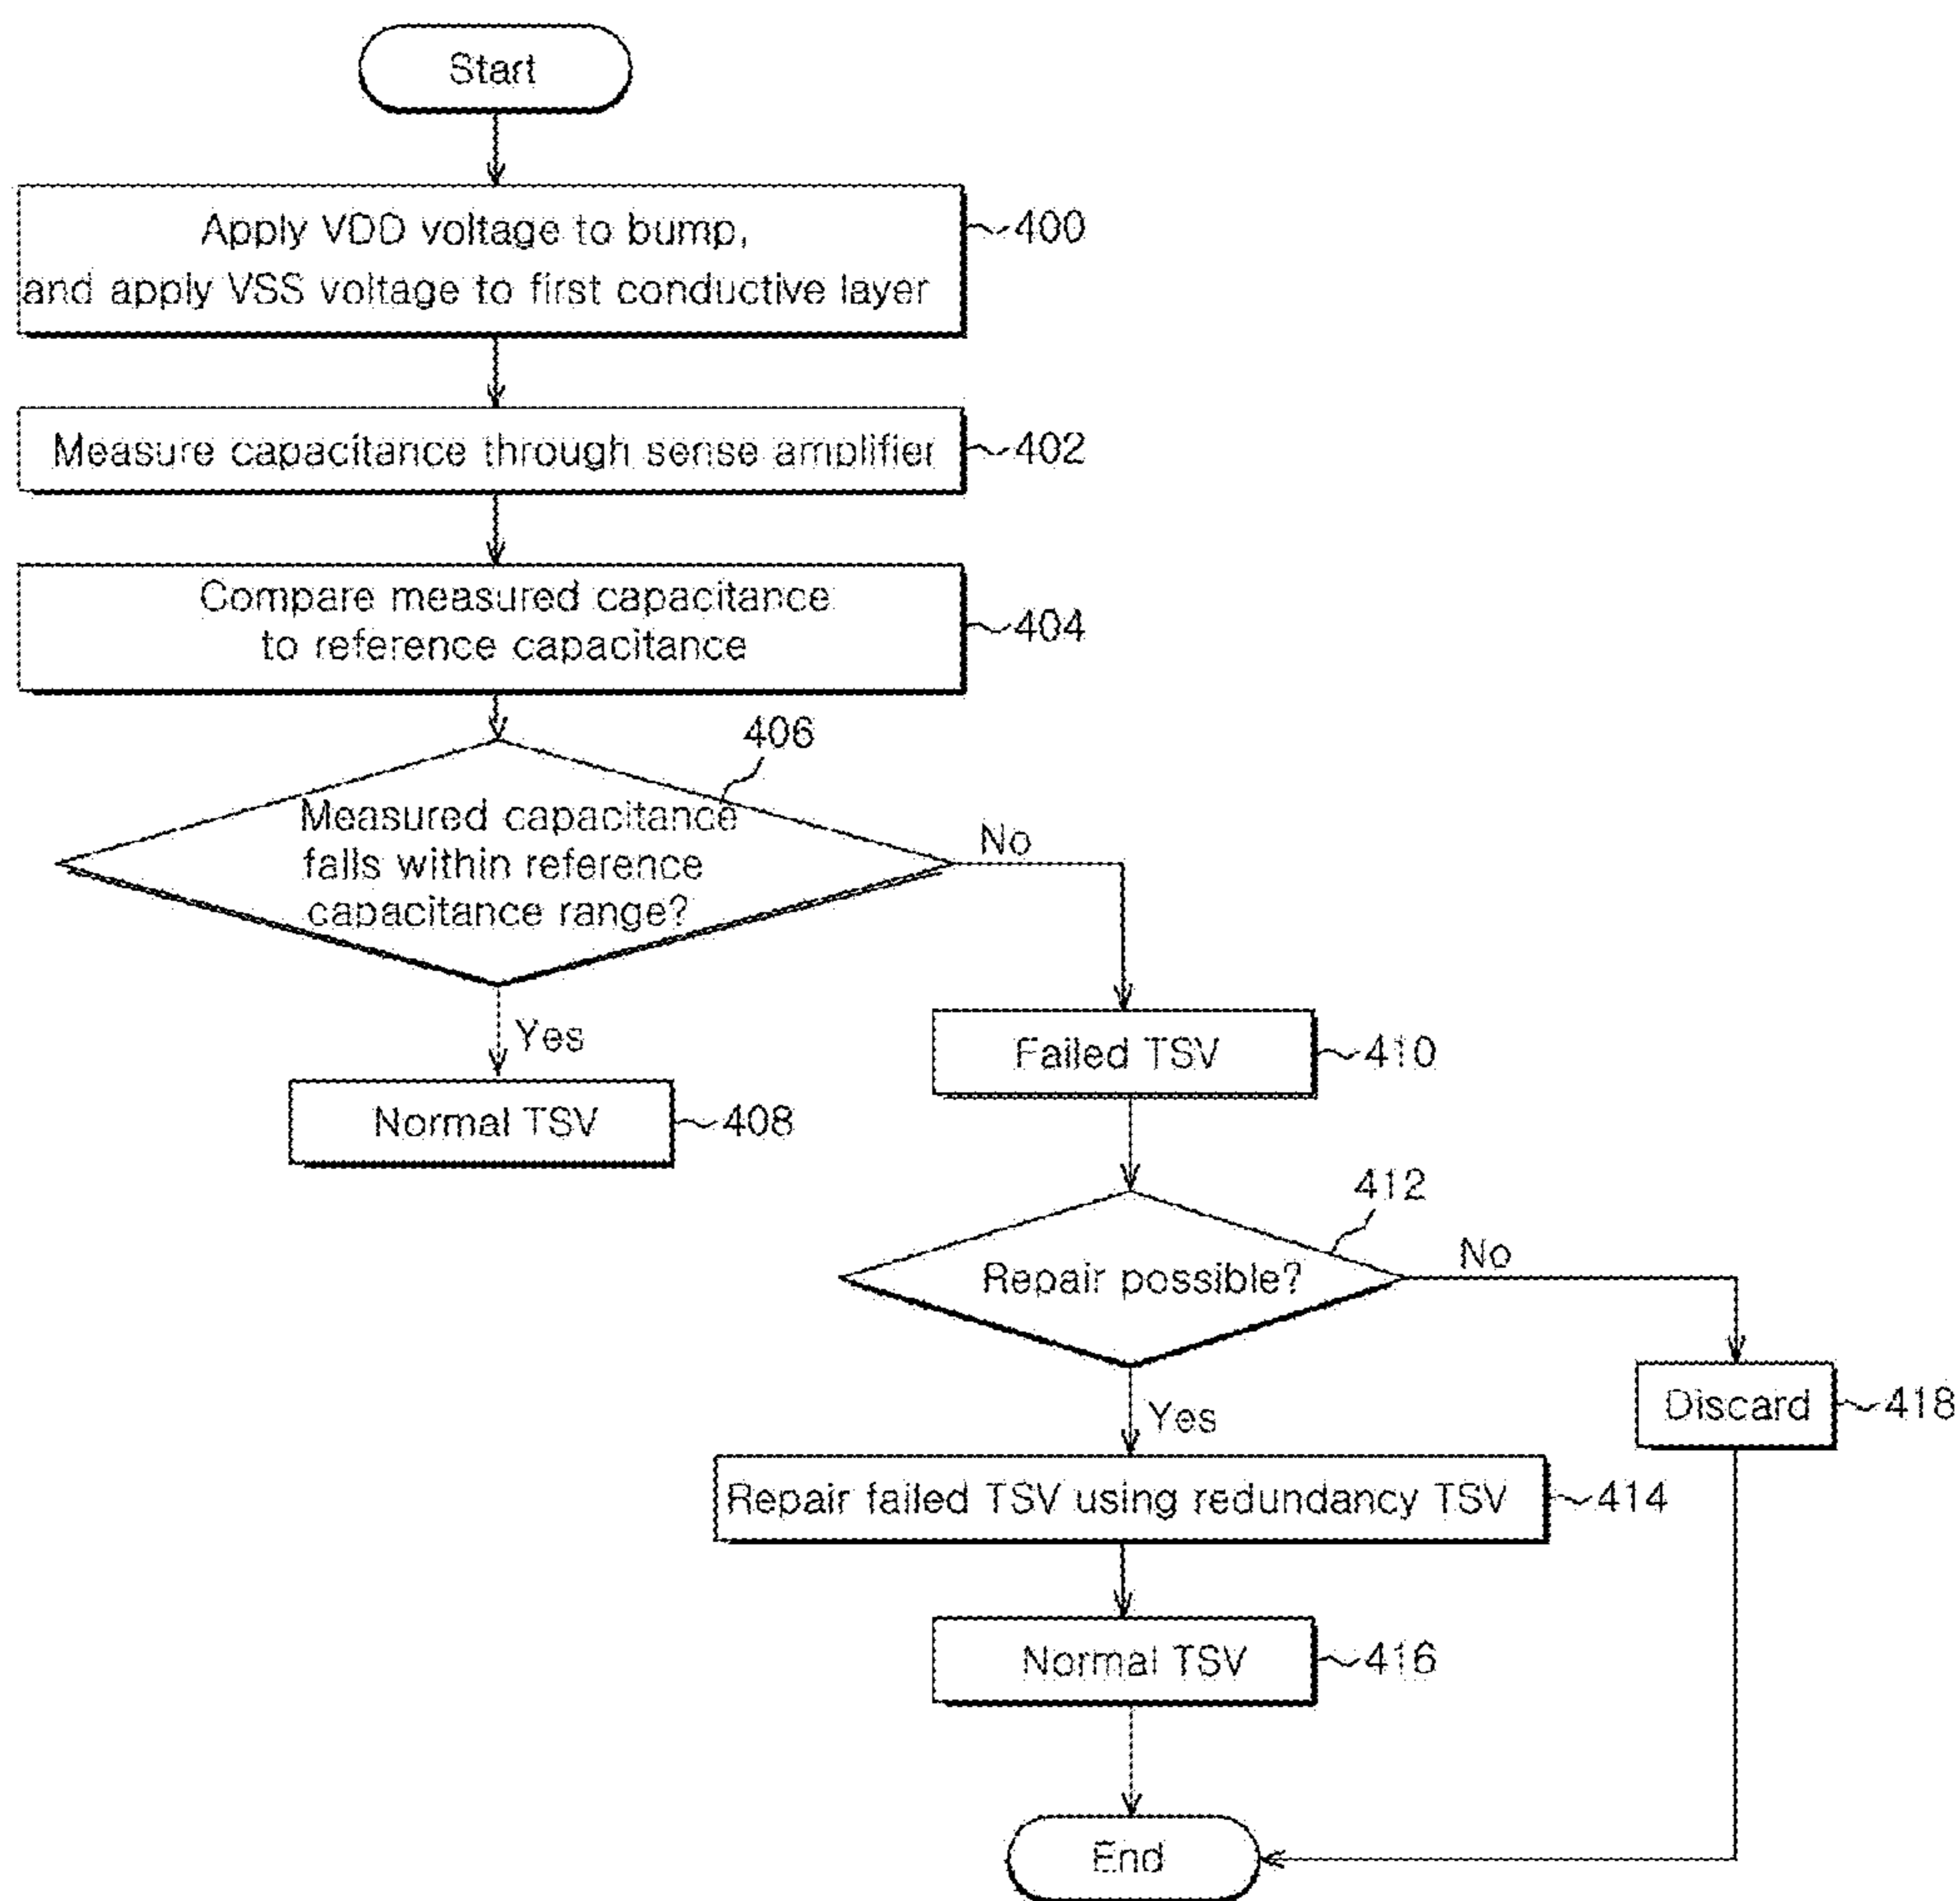 Start
Apply VDD voltage to bump,
and apply VSS voltage to first conductive layer
400
Measure capacitance through sense amplifier
402
Compare measured capacitance
to reference capacitance
404
406
Measured capacitance
falls within reference
capacitance range?
No
Yes
Failed TSV
410
Normal TSV
408
412
Repair possible?
No
Yes
Discard
418
Repair failed TSV using redundancy TSV
414
Normal TSV
416
End